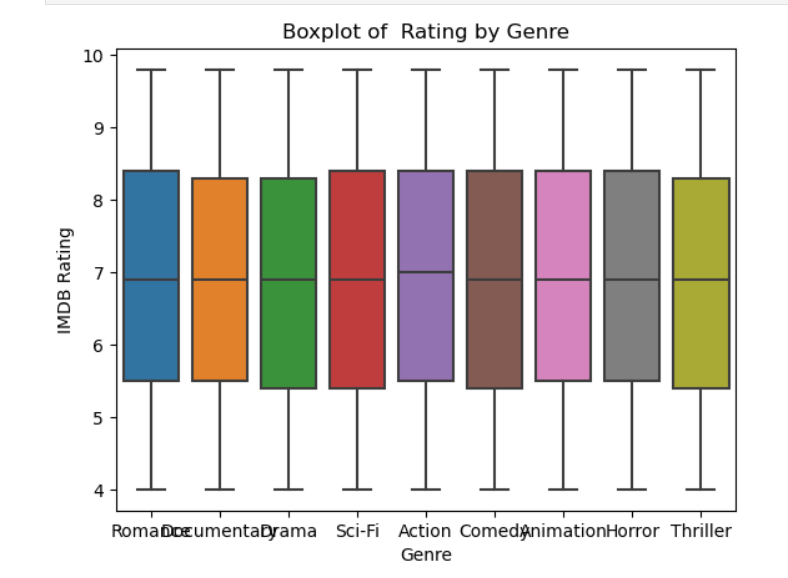 Boxplot of  Rating by Genre
10
9
8
7
6
5
4
IMDB Rating
Romance Documentary Drama Sci-Fi Action Comedy Animation Horror Thriller
Genre